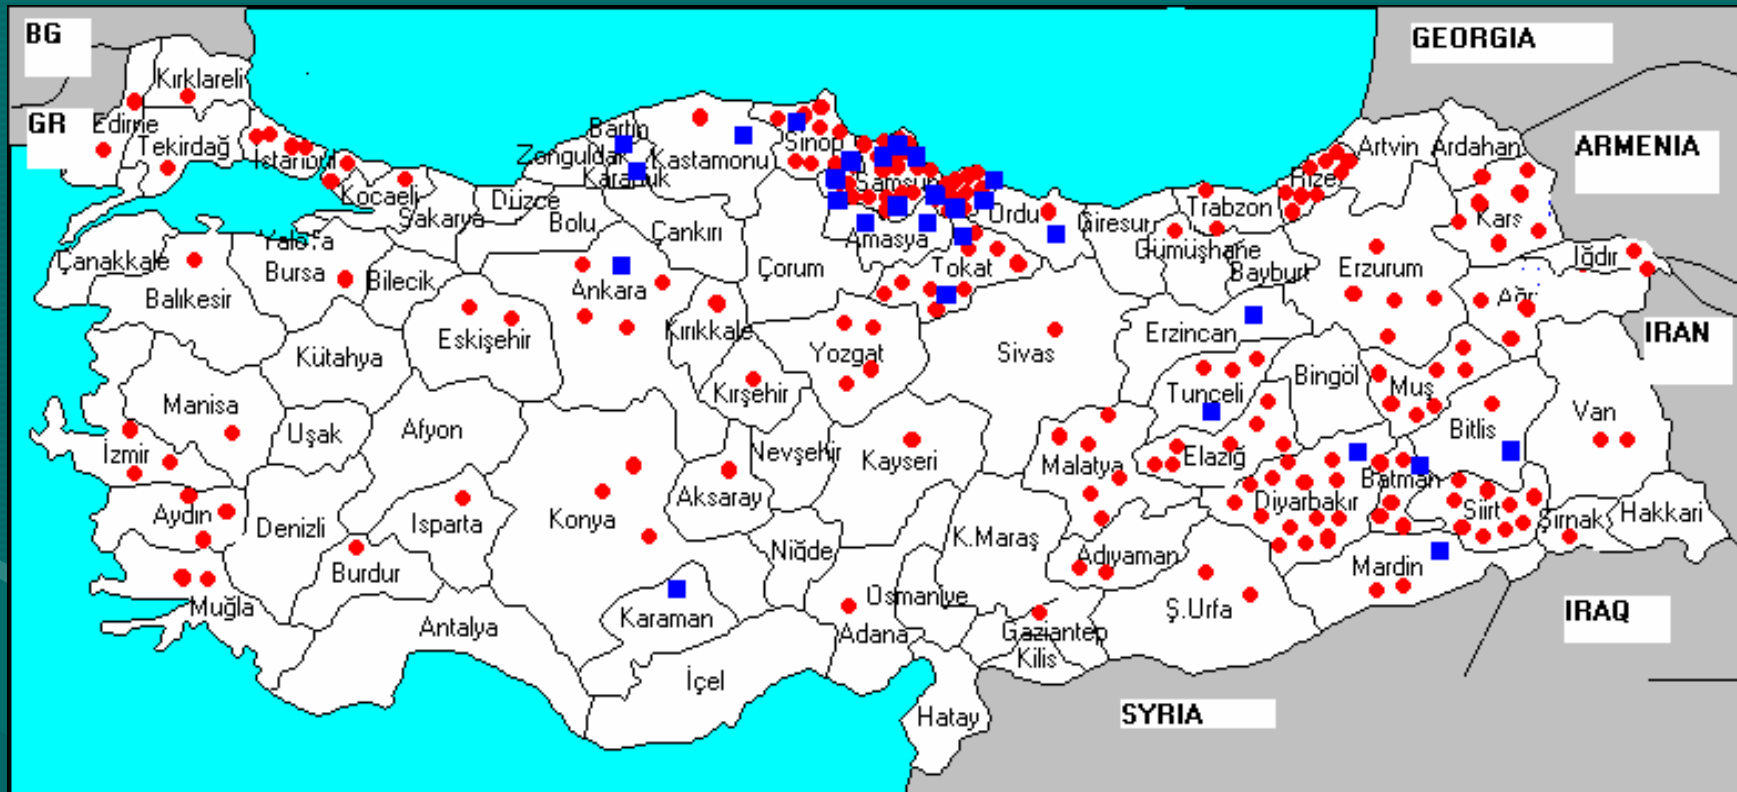 BG
GEORGIA
Kırklareli
GR
Edirne
Tekirdağ
İstanbul
Bartın
Sinop
Artvin
Ardahan
ARMENIA
Zonguldak
Kastamonu
Karabük
Kocaeli
Samsun
Rize
Düzce
Sakarya
Bolu
Ordu
Giresun
Trabzon
Kars
Çankırı
Amasya
Yalova
Gümüşhane
Çanakkale
Bursa
Bilecik
Çorum
Tokat
Bayburt
Erzurum
Iğdır
Balıkesir
Ankara
Ağrı
Eskişehir
Kırıkkale
Erzincan
IRAN
Kütahya
Yozgat
Sivas
Bingöl
Kırşehir
Tunceli
Muş
Manisa
Van
Uşak
Afyon
Bitlis
İzmir
Nevşehir
Kayseri
Malatya
Elazığ
Batman
Aksaray
Diyarbakır
Aydın
Denizli
Isparta
Konya
Siirt
Şırnak
Hakkari
K.Maraş
Niğde
Adıyaman
Burdur
Mardin
Osmaniye
Muğla
Karaman
Ş.Urfa
IRAQ
Antalya
Adana
Gaziantep
Kilis
İçel
Hatay
SYRIA